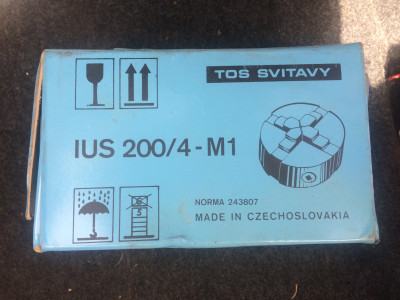 TOS SVITAVY
IUS 200/4-M1
NORMA 243807
MADE IN CZECHOSLOVAKIA